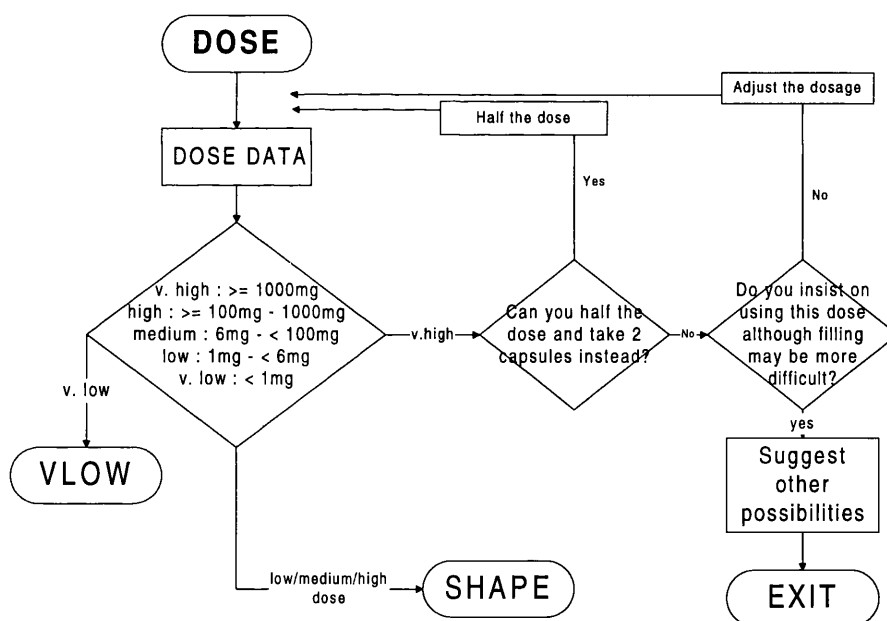 DOSE
Adjust the dosage
Half the dose
DOSE DATA
Yes
No
v. high : >= 1000mg
high : >= 100mg - 1000mg
medium : 6mg - < 100mg
low : 1mg - < 6mg
v. low : < 1mg
v.high
Can you half the
dose and take 2
capsules instead?
No
Do you insist on
using this dose
although filling
may be more
difficult?
v. low
yes
VLOW
Suggest
other
possibilities
low/medium/high
dose
SHAPE
EXIT